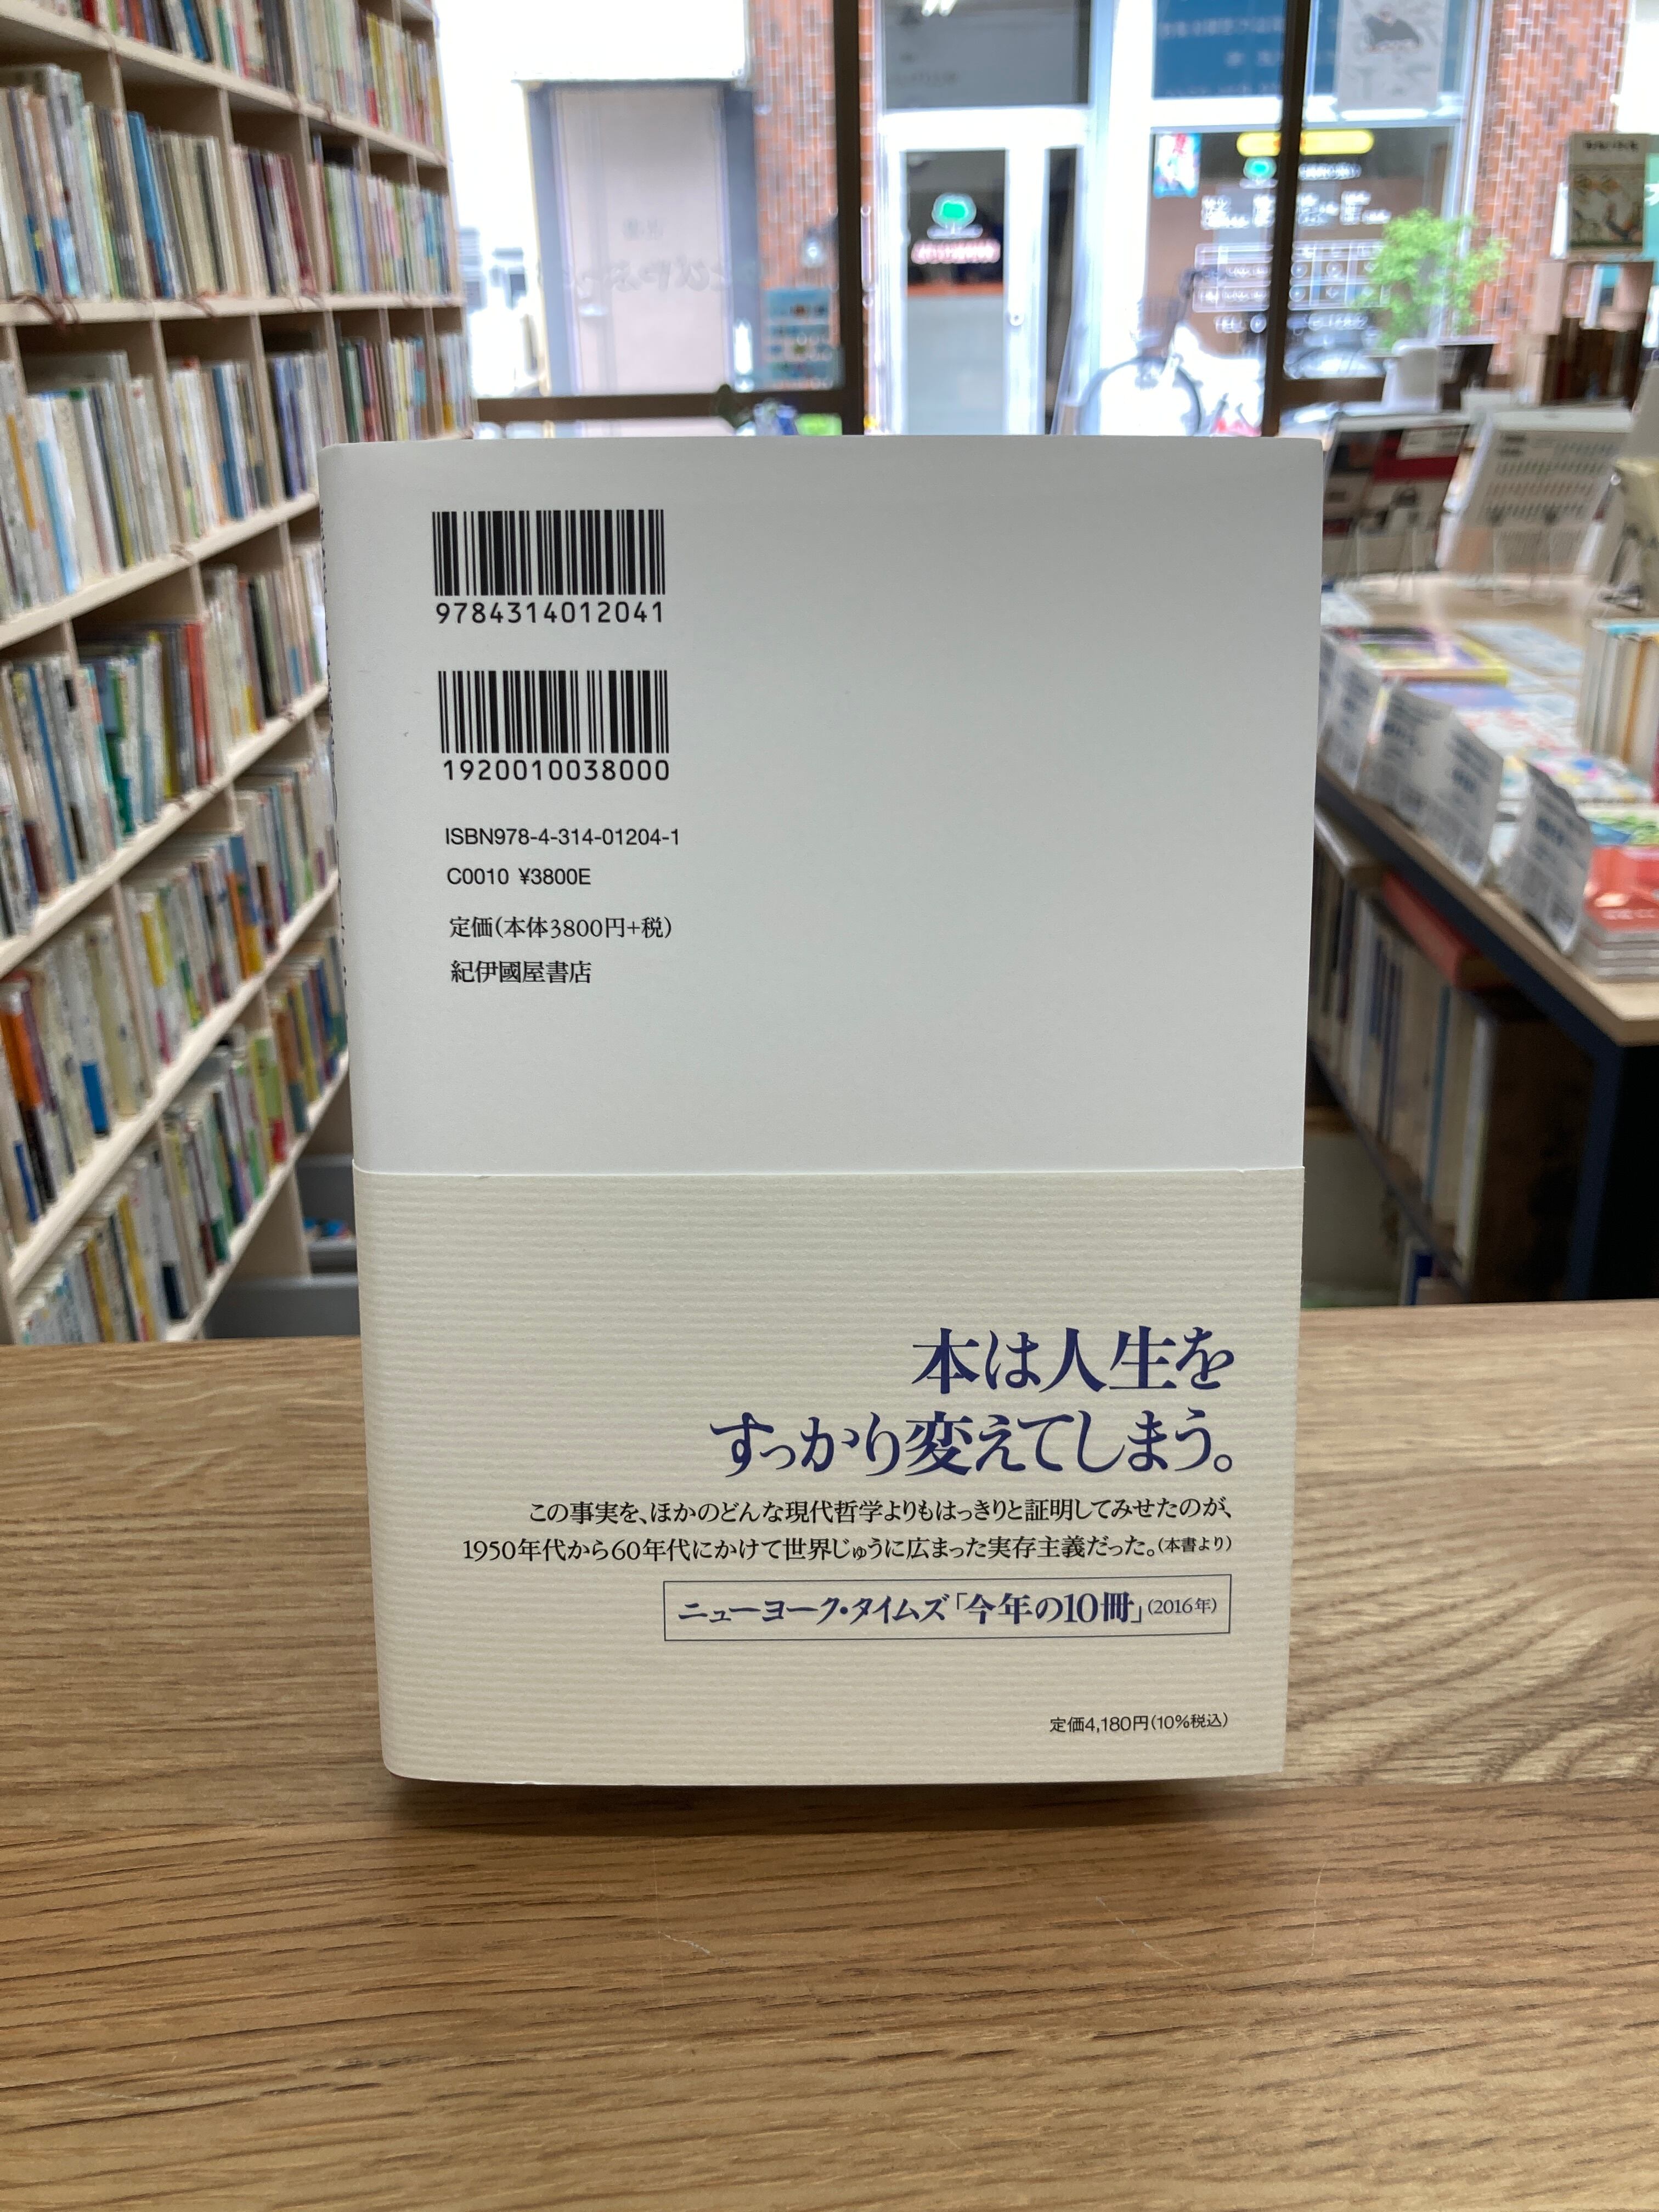 9784314012041
1920010038000
ISBN978-4-314-01204-1
C0010 ¥3800E
定価(本体3800円+税)
紀伊國屋書店
本は人生を
すっかり変えてしまう。
この事実を、ほかのどんな現代哲学よりもはっきりと証明してみせたのが、
1950年代から60年代にかけて世界じゅうに広まった実存主義だった。(本書より)
ニューヨーク・タイムズ「今年の10冊」(2016年)
定価4,180円(10%税込)